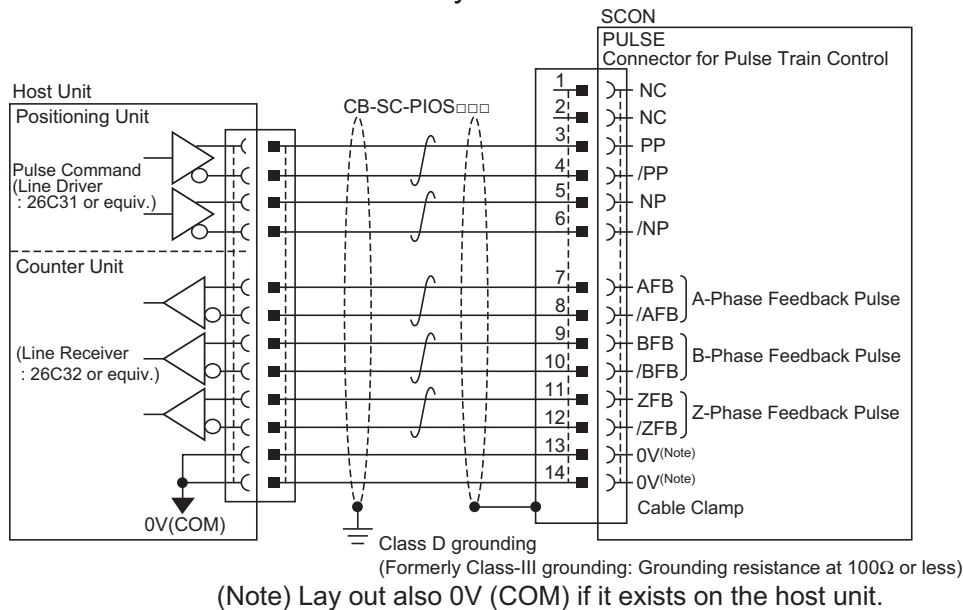 SCON
PULSE
Connector for Pulse Train Control
Host Unit
Positioning Unit
CB-SC-PIOS□□□
Pulse Command
(Line Driver
: 26C31 or equiv.)
1 NC
2 NC
3 PP
4 /PP
5 NP
6 /NP
Counter Unit
(Line Receiver
: 26C32 or equiv.)
7 AFB
8 /AFB
A-Phase Feedback Pulse
9 BFB
10 /BFB
B-Phase Feedback Pulse
11 ZFB
12 /ZFB
Z-Phase Feedback Pulse
13 0V(Note)
14 0V(Note)
Cable Clamp
0V(COM)
Class D grounding
(Formerly Class-III grounding: Grounding resistance at 100Ω or less)
(Note) Lay out also 0V (COM) if it exists on the host unit.